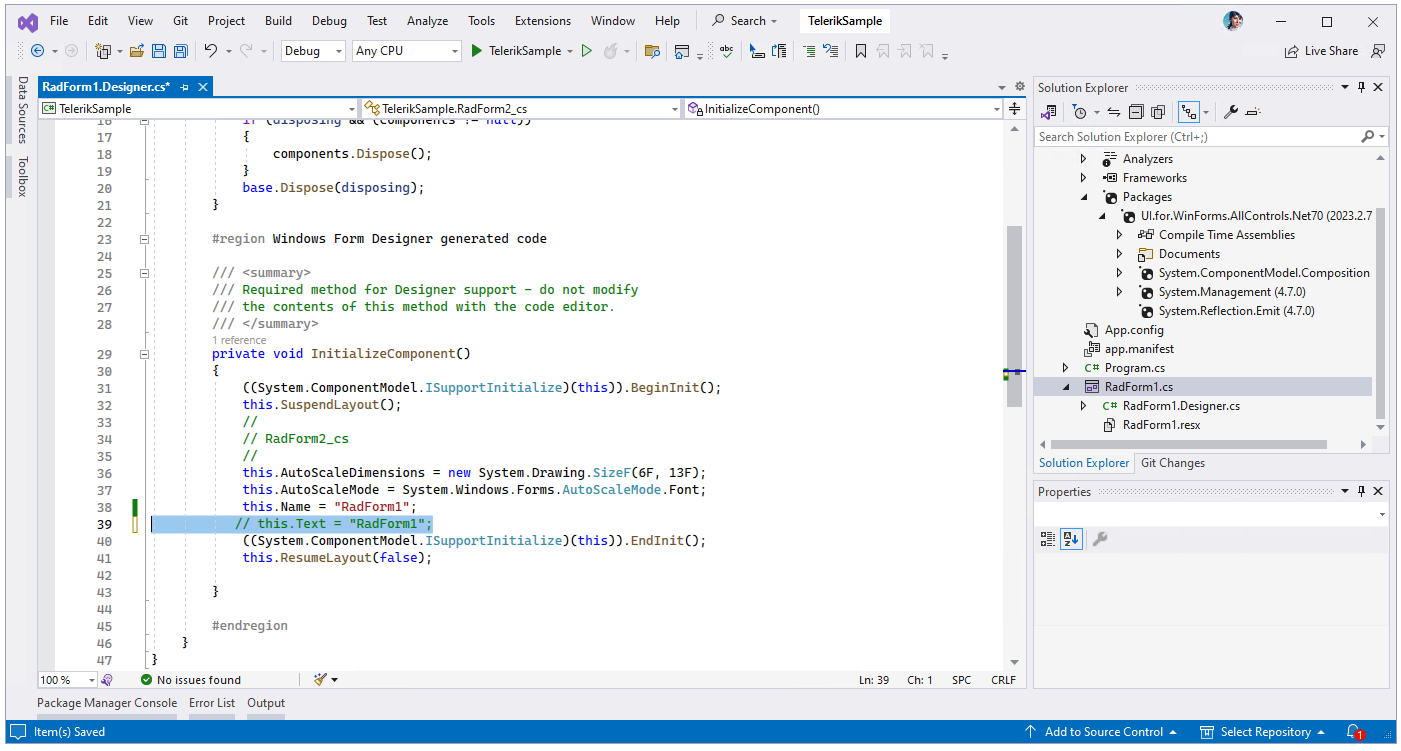 File Edit View Git Project Build Debug Test Analyze Tools Extensions Window Help Search TelerikSample
Debug Any CPU TelerikSample Live Share
Data Sources
Toolbox
RadForm1.Designer.cs*
TelerikSample TelerikSample.RadForm2_cs InitializeComponent()
16 if (disposing && (components != null))
17 {
18 components.Dispose();
19 }
20 base.Dispose(disposing);
21 }
22
23 #region Windows Form Designer generated code
24
25 /// <summary>
26 /// Required method for Designer support - do not modify
27 /// the contents of this method with the code editor.
28 /// </summary>
1 reference
29 private void InitializeComponent()
30 {
31 ((System.ComponentModel.ISupportInitialize)(this)).BeginInit();
32 this.SuspendLayout();
33 //
34 // RadForm2_cs
35 //
36 this.AutoScaleDimensions = new System.Drawing.SizeF(6F, 13F);
37 this.AutoScaleMode = System.Windows.Forms.AutoScaleMode.Font;
38 this.Name = "RadForm1";
39 // this.Text = "RadForm1";
40 ((System.ComponentModel.ISupportInitialize)(this)).EndInit();
41 this.ResumeLayout(false);
42
43 }
44
45 #endregion
46 }
47 }
100 % No issues found Ln: 39 Ch: 1 SPC CRLF
Package Manager Console Error List Output
Solution Explorer
Search Solution Explorer (Ctrl+;)
Analyzers
Frameworks
Packages
UI.for.WinForms.AllControls.Net70 (2023.2.7
Compile Time Assemblies
Documents
System.ComponentModel.Composition
System.Management (4.7.0)
System.Reflection.Emit (4.7.0)
App.config
app.manifest
C# Program.cs
RadForm1.cs
C# RadForm1.Designer.cs
RadForm1.resx
Solution Explorer Git Changes
Properties
Item(s) Saved Add to Source Control Select Repository 1